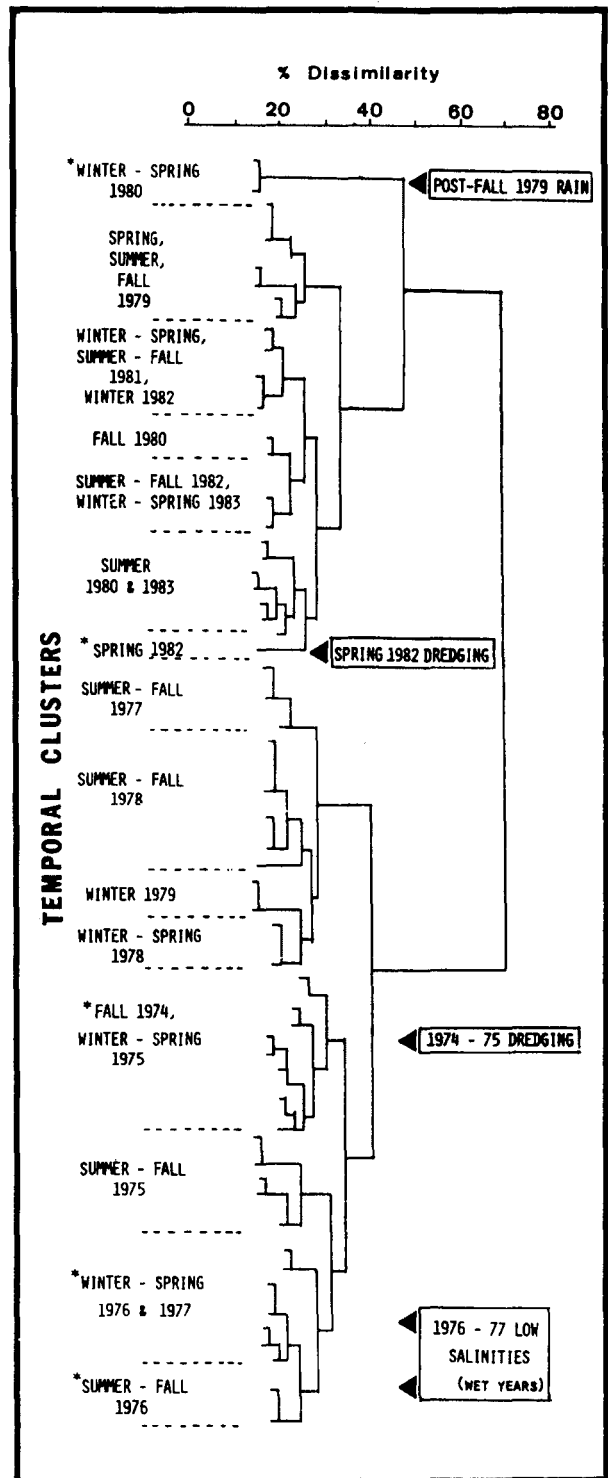 % Dissimilarity
0 20 40 60 80
TEMPORAL CLUSTERS
*WINTER - SPRING
1980
POST-FALL 1979 RAIN
SPRING,
SUMMER,
FALL
1979
WINTER - SPRING,
SUMMER - FALL
1981,
WINTER 1982
FALL 1980
SUMMER - FALL 1982,
WINTER - SPRING 1983
SUMMER
1980 & 1983
*SPRING 1982
SPRING 1982 DREDGING
SUMMER - FALL
1977
SUMMER - FALL
1978
WINTER 1979
WINTER - SPRING
1978
*FALL 1974,
WINTER - SPRING
1975
1974 - 75 DREDGING
SUMMER - FALL
1975
*WINTER - SPRING
1976 & 1977
1976 - 77 LOW
SALINITIES
(WET YEARS)
*SUMMER - FALL
1976